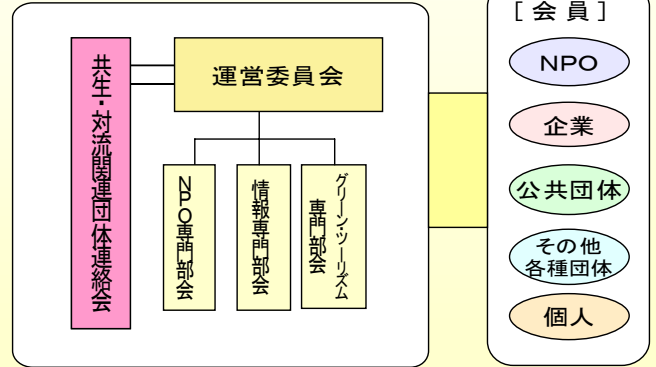 [会員]
共生・対流関連団体連絡会
運営委員会
NPO専門部会
情報専門部会
グリーン・ツーリズム
専門部会
NPO
企業
公共団体
その他
各種団体
個人